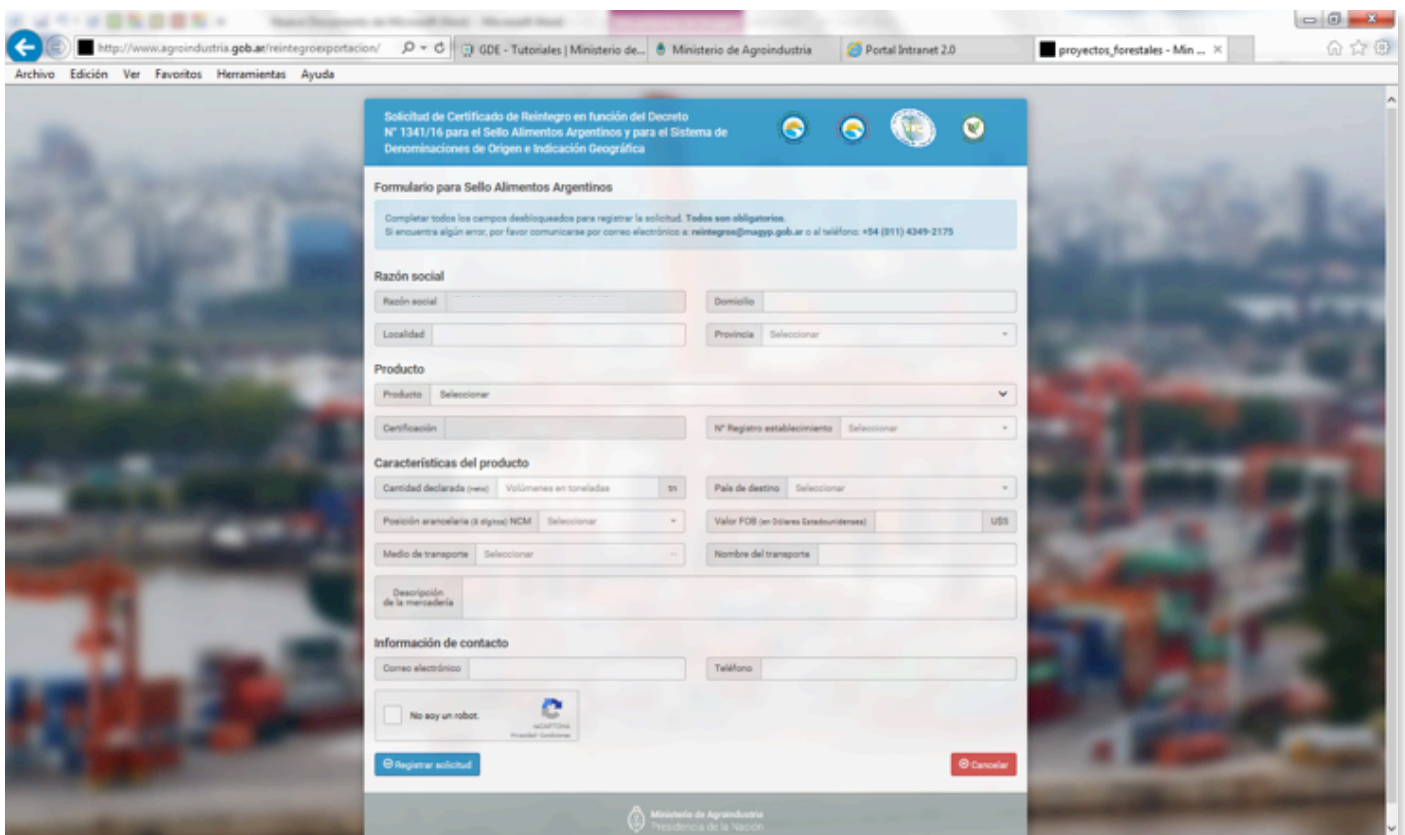 Nuevo Documento de Microsoft Word - Microsoft Word
http://www.agroindustria.gob.ar/reintegroexportacion/
GDE - Tutoriales | Ministerio de...
Ministerio de Agroindustria
Portal Intranet 2.0
proyectos_forestales - Min ...
Archivo Edición Ver Favoritos Herramientas Ayuda
Solicitud de Certificado de Reintegro en función del Decreto
N° 1341/16 para el Sello Alimentos Argentinos y para el Sistema de
Denominaciones de Origen e Indicación Geográfica
Formulario para Sello Alimentos Argentinos
Completar todos los campos desbloqueados para registrar la solicitud. Todos son obligatorios.
Si encuentra algún error, por favor comunicarse por correo electrónico a: reintegros@magyp.gob.ar o al teléfono: +54 (011) 4349-2175
Razón social
Razón social
Domicilio
Localidad
Provincia Seleccionar
Producto
Producto Seleccionar
Certificación
N° Registro establecimiento Seleccionar
Características del producto
Cantidad declarada (neto) Volúmenes en toneladas tn
País de destino Seleccionar
Posición arancelaria (8 dígitos) NCM Seleccionar
Valor FOB (en Dólares Estadounidenses) U$S
Medio de transporte Seleccionar
Nombre del transporte
Descripción
de la mercadería
Información de contacto
Correo electrónico
Teléfono
No soy un robot.
reCAPTCHA
Privacidad - Condiciones
Registrar solicitud
Cancelar
Ministerio de Agroindustria
Presidencia de la Nación